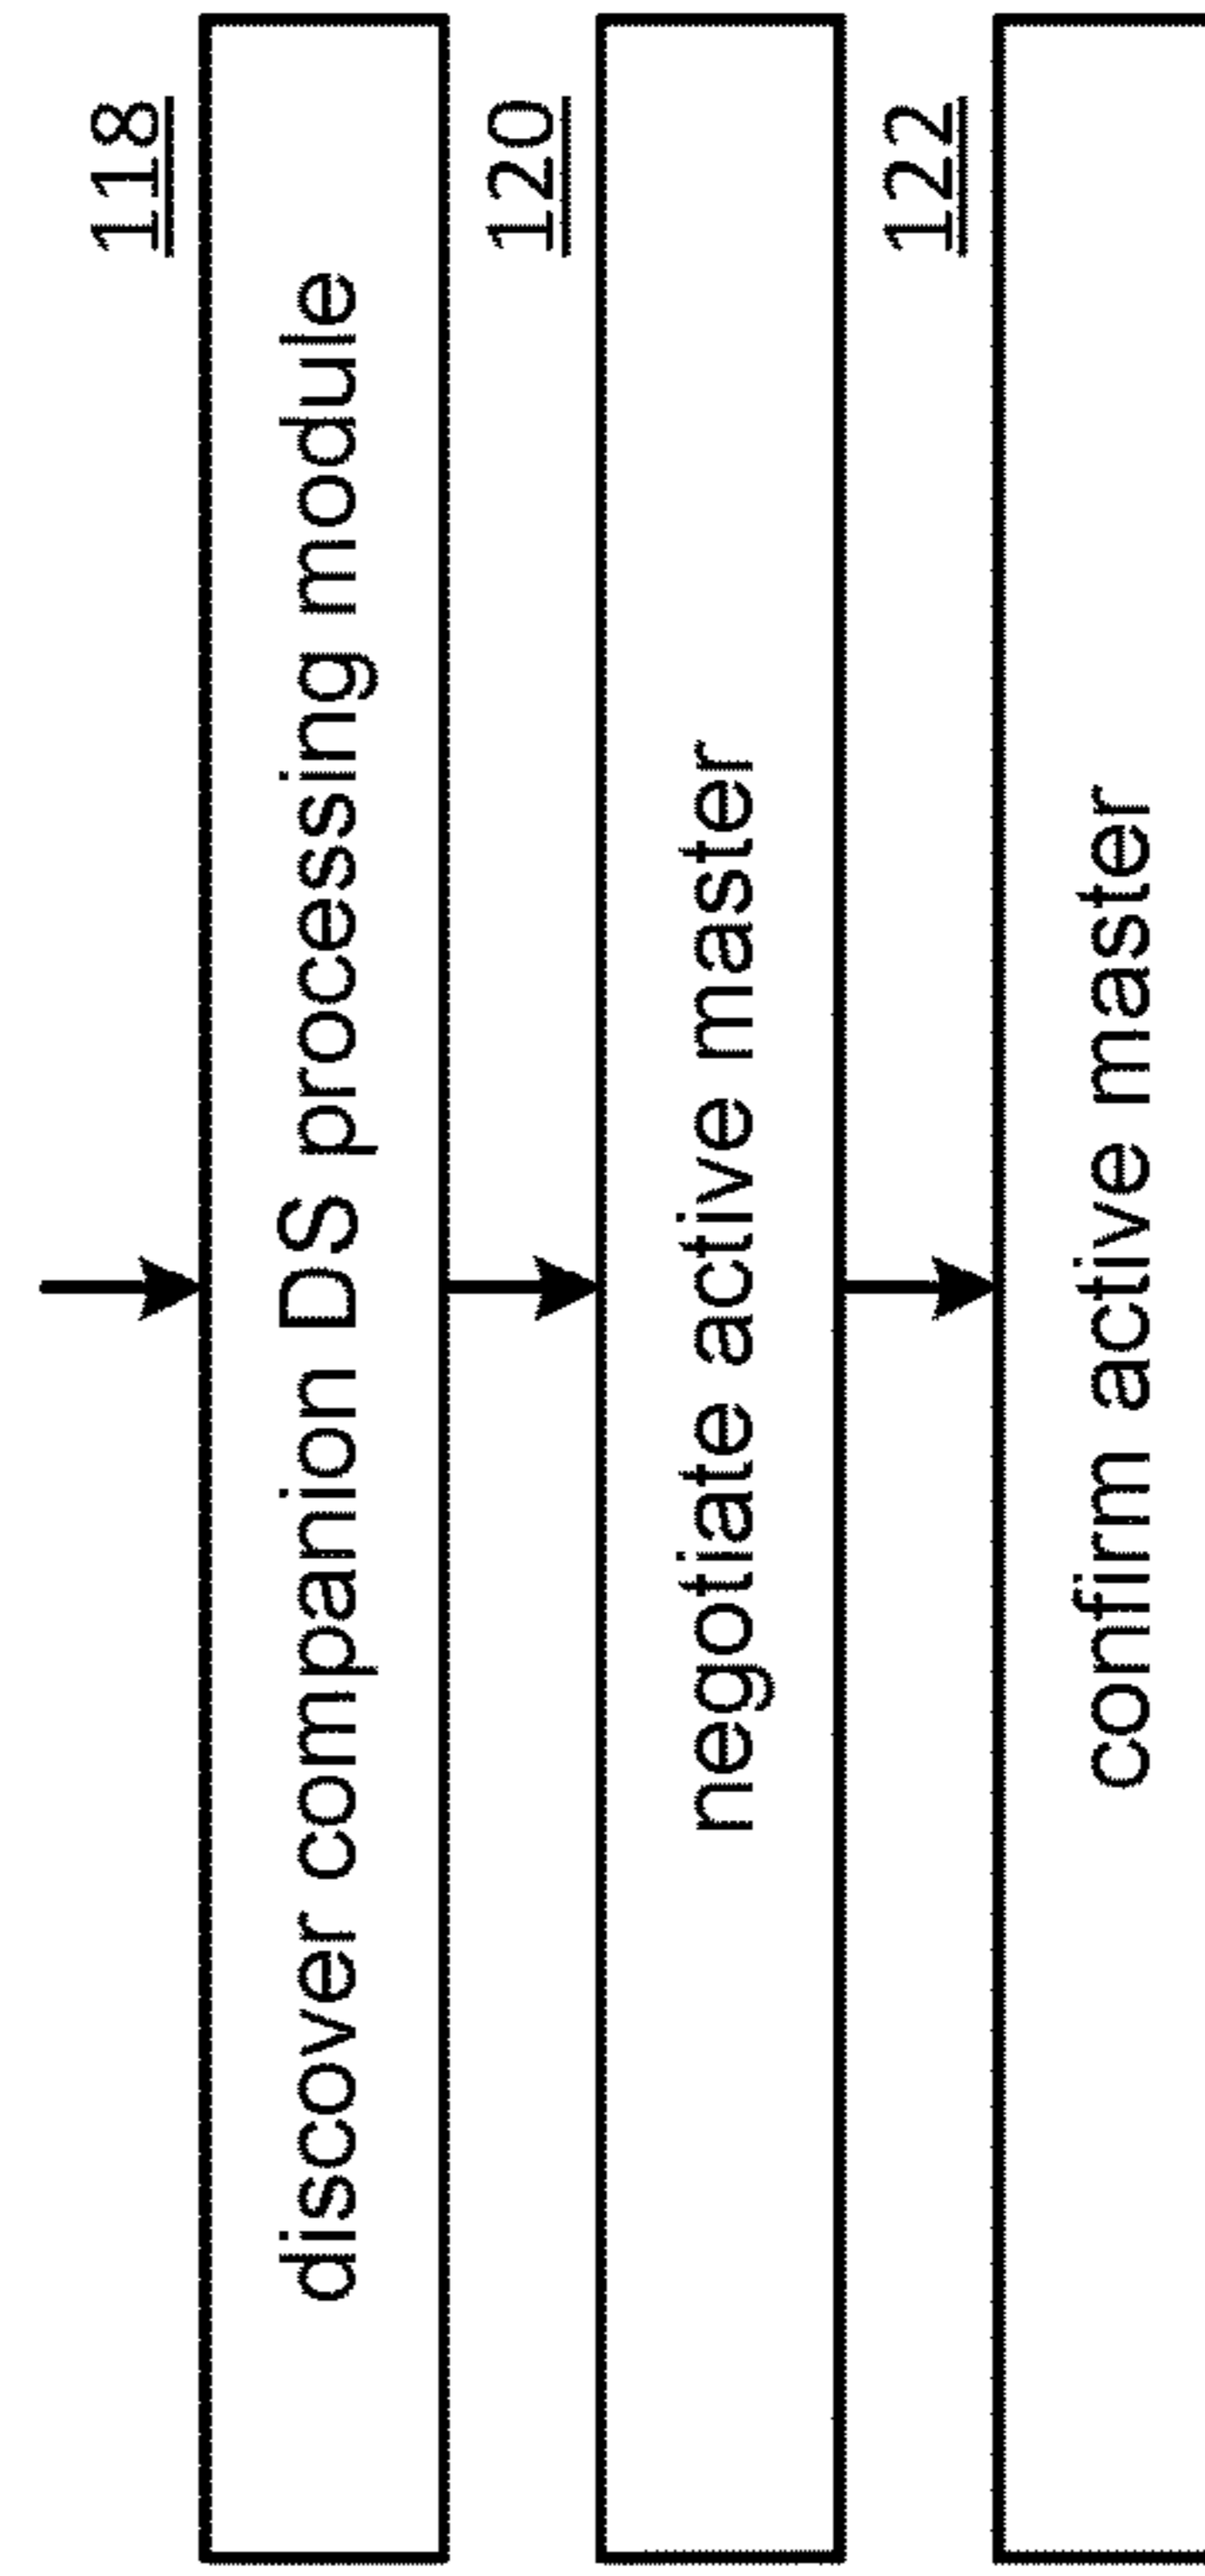 118
discover companion DS processing module
120
negotiate active master
122
confirm active master